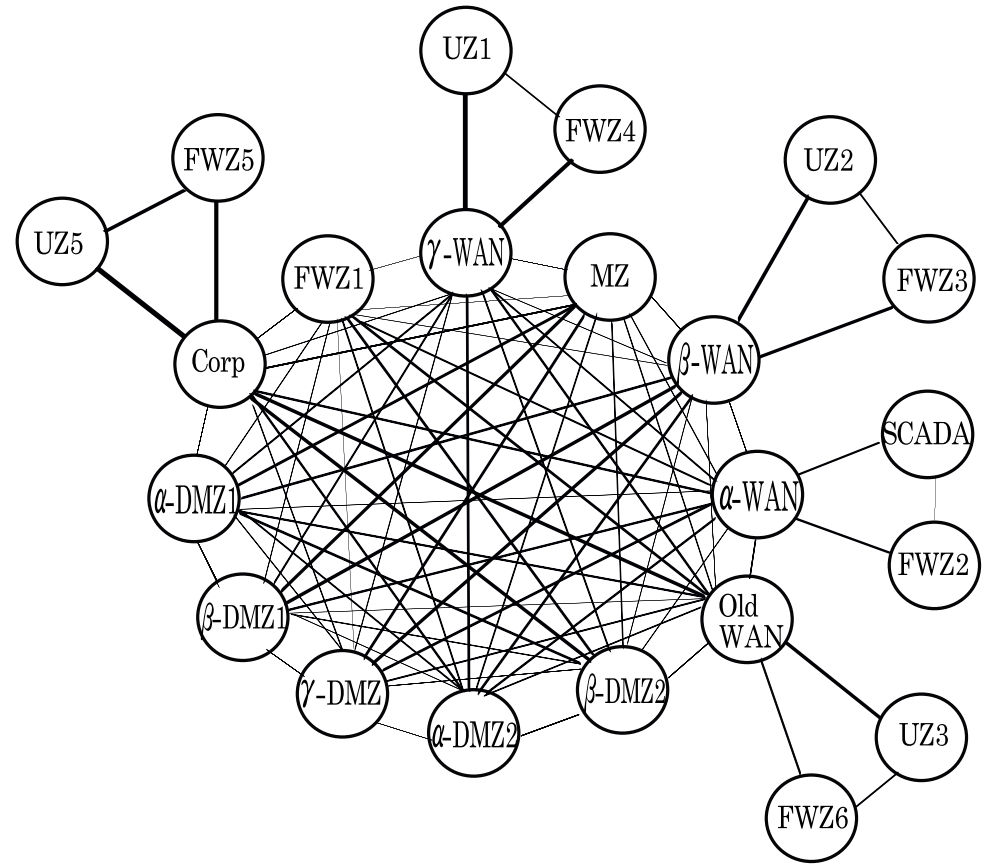 UZ1
FWZ4
FWZ5
UZ2
UZ5
γ-WAN
FWZ1
MZ
FWZ3
Corp
β-WAN
SCADA
α-DMZ1
α-WAN
FWZ2
β-DMZ1
Old
WAN
γ-DMZ
β-DMZ2
α-DMZ2
UZ3
FWZ6